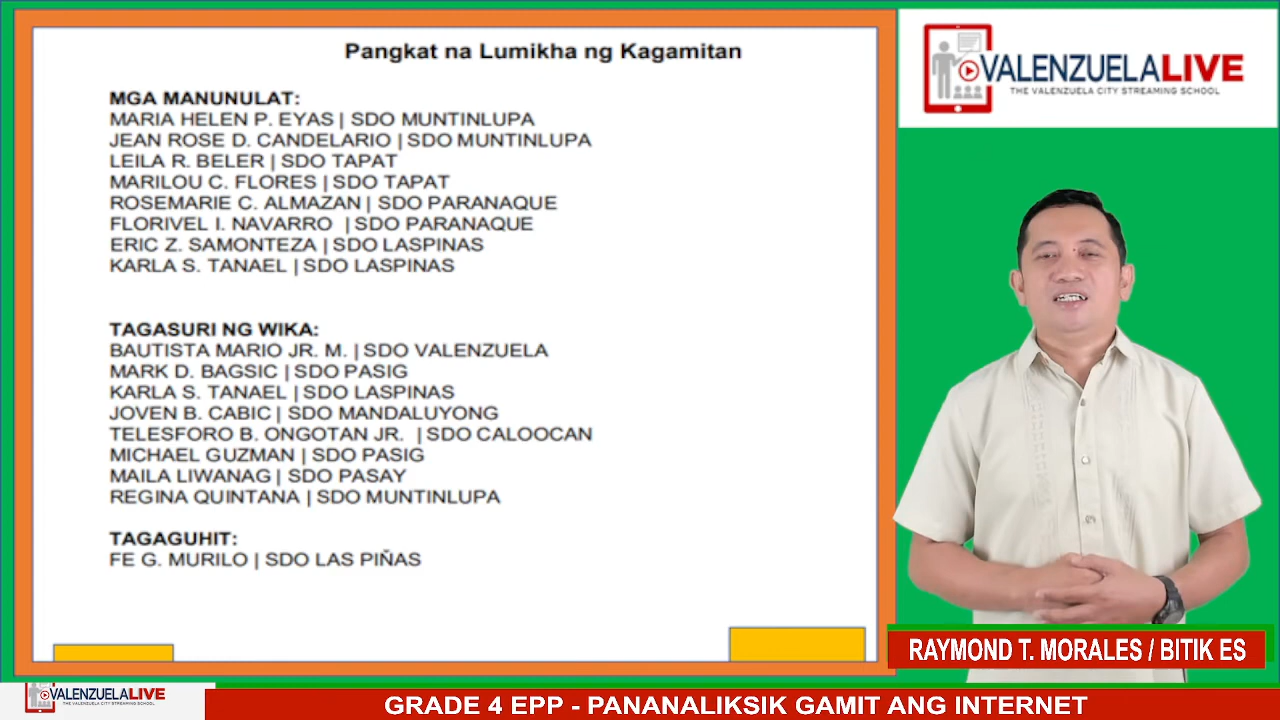 Pangkat na Lumikha ng Kagamitan
MGA MANUNULAT:
MARIA HELEN P. EYAS | SDO MUNTINLUPA
JEAN ROSE D. CANDELARIO | SDO MUNTINLUPA
LEILA R. BELER | SDO TAPAT
MARILOU C. FLORES | SDO TAPAT
ROSEMARIE C. ALMAZAN | SDO PARANAQUE
FLORIVEL I. NAVARRO | SDO PARANAQUE
ERIC Z. SAMONTEZA | SDO LASPINAS
KARLA S. TANAEL | SDO LASPINAS
TAGASURI NG WIKA:
BAUTISTA MARIO JR. M. | SDO VALENZUELA
MARK D. BAGSIC | SDO PASIG
KARLA S. TANAEL | SDO LASPINAS
JOVEN B. CABIC | SDO MANDALUYONG
TELESFORO B. ONGOTAN JR. | SDO CALOOCAN
MICHAEL GUZMAN | SDO PASIG
MAILA LIWANAG | SDO PASAY
REGINA QUINTANA | SDO MUNTINLUPA
TAGAGUHIT:
FE G. MURILO | SDO LAS PIÑAS
VALENZUELALIVE
THE VALENZUELA CITY STREAMING SCHOOL
RAYMOND T. MORALES / BITIK ES
VALENZUELALIVE
THE VALENZUELA CITY STREAMING SCHOOL
GRADE 4 EPP - PANANALIKSIK GAMIT ANG INTERNET